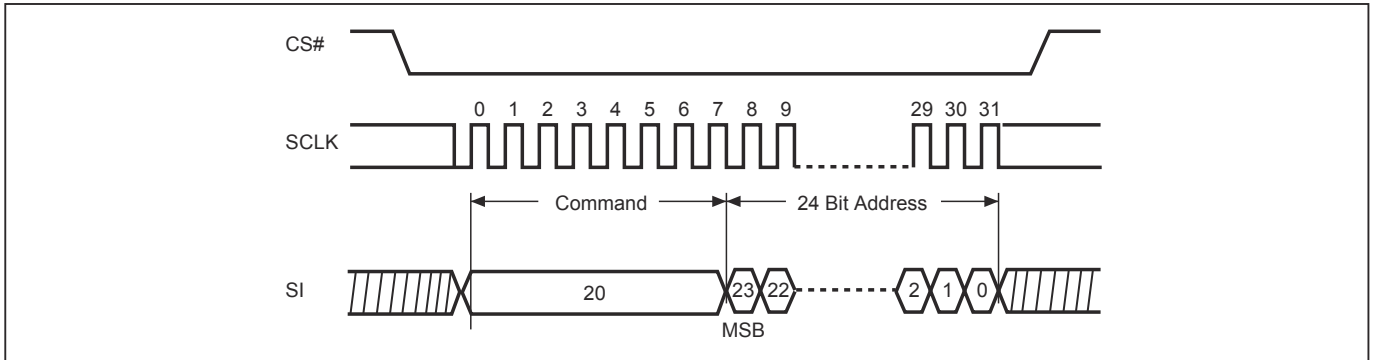 CS#
0 1 2 3 4 5 6 7 8 9 29 30 31
SCLK
Command 24 Bit Address
SI 20 23 22 2 1 0
MSB